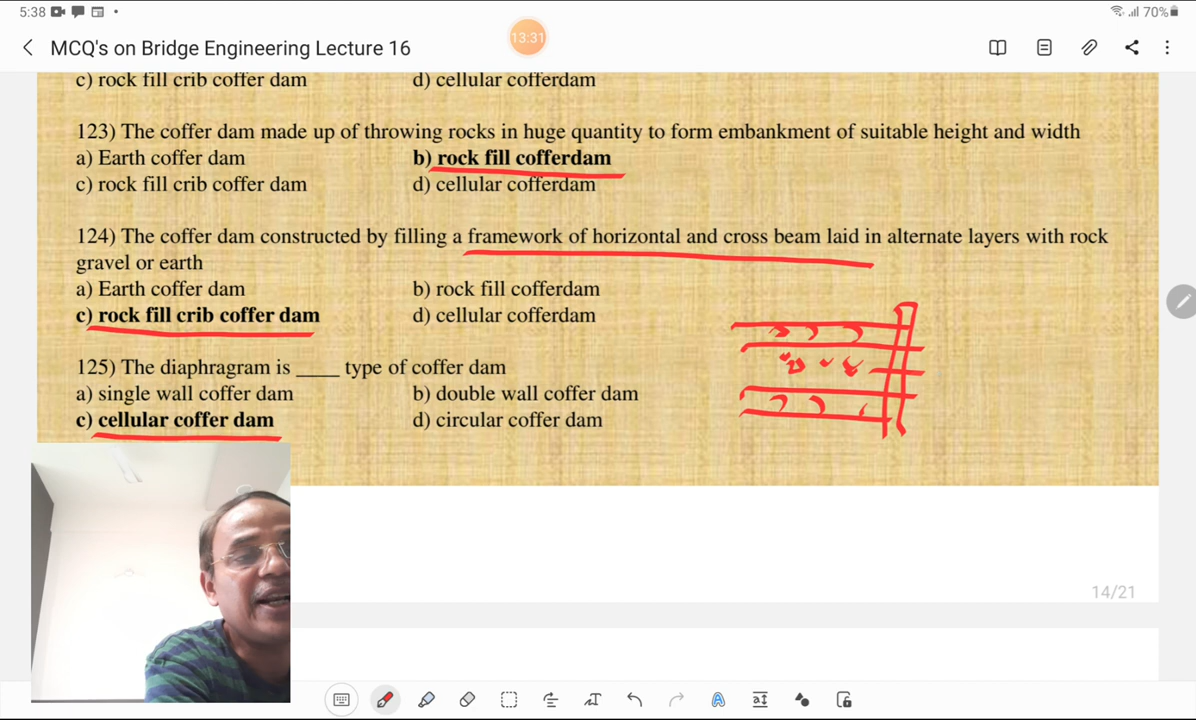 5:38
70%
MCQ's on Bridge Engineering Lecture 16
13:31
c) rock fill crib coffer dam d) cellular cofferdam
123) The coffer dam made up of throwing rocks in huge quantity to form embankment of suitable height and width
a) Earth coffer dam b) rock fill cofferdam
c) rock fill crib coffer dam d) cellular cofferdam
124) The coffer dam constructed by filling a framework of horizontal and cross beam laid in alternate layers with rock
gravel or earth
a) Earth coffer dam b) rock fill cofferdam
c) rock fill crib coffer dam d) cellular cofferdam
125) The diaphragram is ____ type of coffer dam
a) single wall coffer dam b) double wall coffer dam
c) cellular coffer dam d) circular coffer dam
14/21